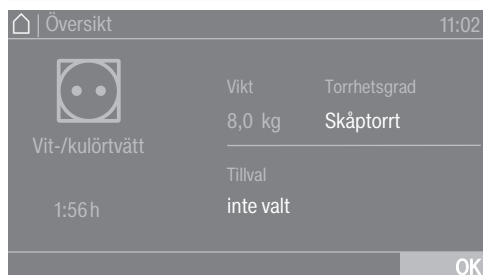 Översikt 11:02
Vit-/kulörtvätt
1:56 h
Vikt Torrhetsgrad
8,0 kg Skåptorrt
Tillval
inte valt
OK